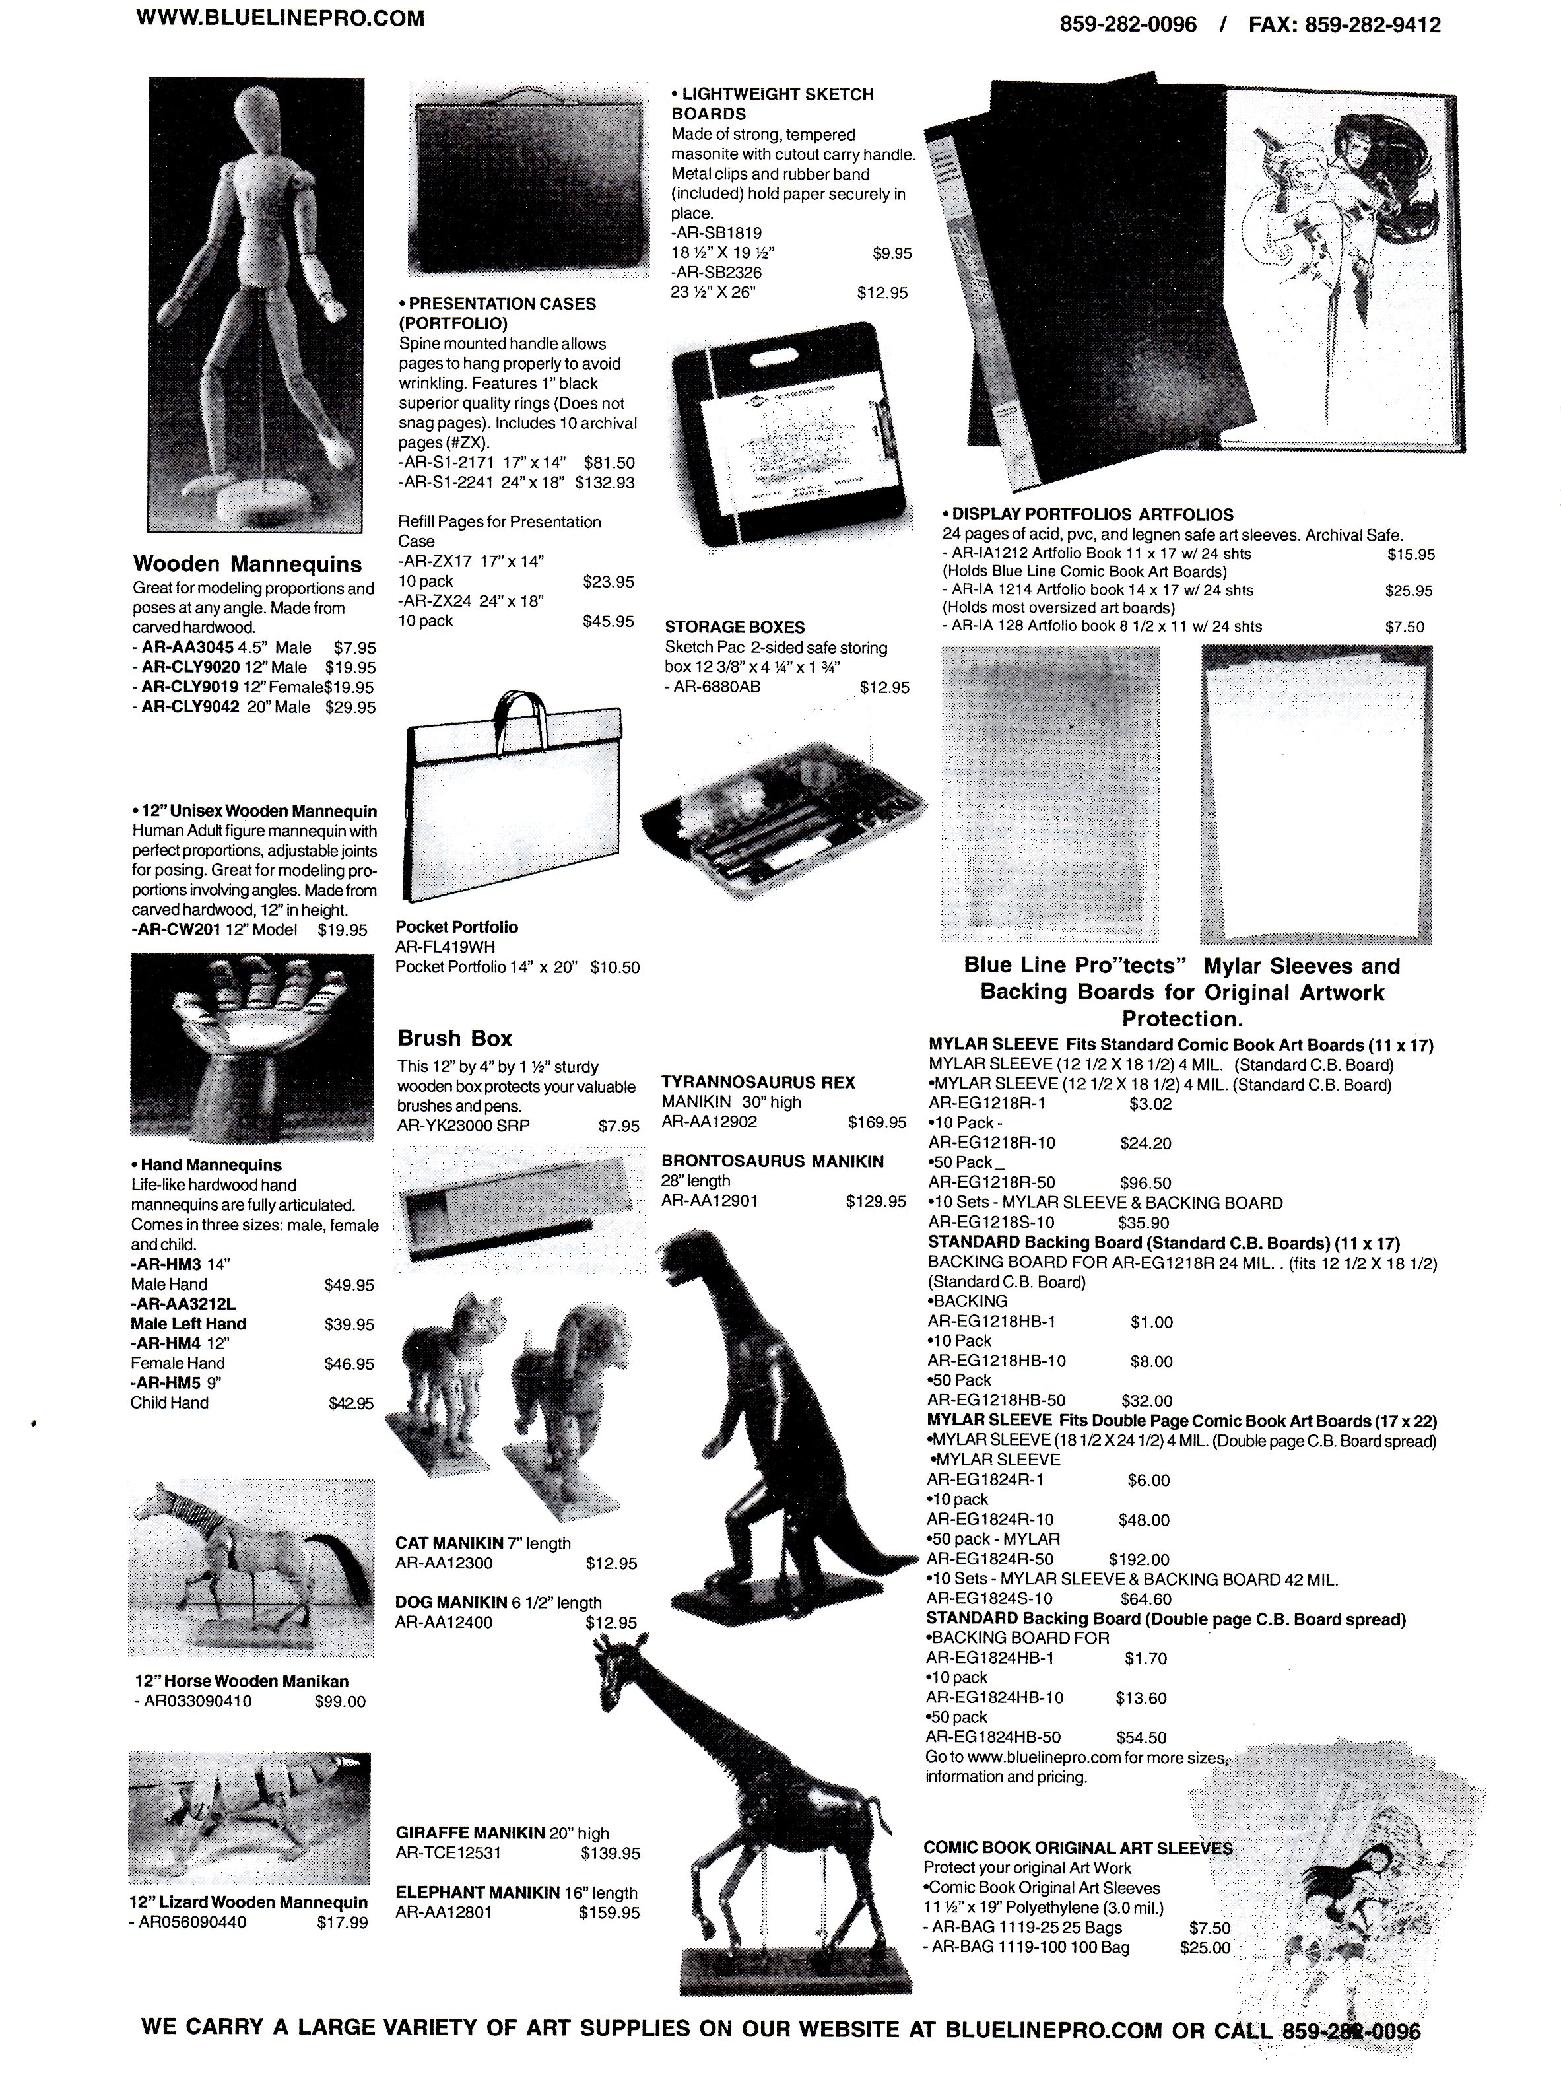 WWW.BLUELINEPRO.COM
859-282-0096 / FAX: 859-282-9412
Wooden Mannequins
Great for modeling proportions and
poses at any angle. Made from
carved hardwood.
- AR-AA3045 4.5" Male $7.95
- AR-CLY9020 12" Male $19.95
- AR-CLY9019 12" Female$19.95
- AR-CLY9042 20" Male $29.95
• 12" Unisex Wooden Mannequin
Human Adult figure mannequin with
perfect proportions, adjustable joints
for posing. Great for modeling pro-
portions involving angles. Made from
carved hardwood, 12" in height.
-AR-CW201 12" Model $19.95
• Hand Mannequins
Life-like hardwood hand
mannequins are fully articulated.
Comes in three sizes: male, female
and child.
-AR-HM3 14"
Male Hand $49.95
-AR-AA3212L
Male Left Hand $39.95
-AR-HM4 12"
Female Hand $46.95
-AR-HM5 9"
Child Hand $42.95
12" Horse Wooden Manikan
- AR033090410 $99.00
12" Lizard Wooden Mannequin
- AR056090440 $17.99
• PRESENTATION CASES
(PORTFOLIO)
Spine mounted handle allows
pages to hang properly to avoid
wrinkling. Features 1" black
superior quality rings (Does not
snag pages). Includes 10 archival
pages (#ZX).
-AR-S1-2171 17" x 14" $81.50
-AR-S1-2241 24" x 18" $132.93
Refill Pages for Presentation
Case
-AR-ZX17 17" x 14"
10 pack $23.95
-AR-ZX24 24" x 18"
10 pack $45.95
Pocket Portfolio
AR-FL419WH
Pocket Portfolio 14" x 20" $10.50
Brush Box
This 12" by 4" by 1 ½" sturdy
wooden box protects your valuable
brushes and pens.
AR-YK23000 SRP $7.95
CAT MANIKIN 7" length
AR-AA12300 $12.95
DOG MANIKIN 6 1/2" length
AR-AA12400 $12.95
GIRAFFE MANIKIN 20" high
AR-TCE12531 $139.95
ELEPHANT MANIKIN 16" length
AR-AA12801 $159.95
• LIGHTWEIGHT SKETCH
BOARDS
Made of strong, tempered
masonite with cutout carry handle.
Metal clips and rubber band
(included) hold paper securely in
place.
-AR-SB1819
18 ½" X 19 ½" $9.95
-AR-SB2326
23 ½" X 26" $12.95
STORAGE BOXES
Sketch Pac 2-sided safe storing
box 12 3/8" x 4 ¼" x 1 ¾"
- AR-6880AB $12.95
TYRANNOSAURUS REX
MANIKIN 30" high
AR-AA12902 $169.95
BRONTOSAURUS MANIKIN
28" length
AR-AA12901 $129.95
• DISPLAY PORTFOLIOS ARTFOLIOS
24 pages of acid, pvc, and legnen safe art sleeves. Archival Safe.
- AR-IA1212 Artfolio Book 11 x 17 w/ 24 shts $15.95
(Holds Blue Line Comic Book Art Boards)
- AR-IA 1214 Artfolio book 14 x 17 w/ 24 shts $25.95
(Holds most oversized art boards)
- AR-IA 128 Artfolio book 8 1/2 x 11 w/ 24 shts $7.50
Blue Line Pro"tects" Mylar Sleeves and
Backing Boards for Original Artwork
Protection.
MYLAR SLEEVE Fits Standard Comic Book Art Boards (11 x 17)
MYLAR SLEEVE (12 1/2 X 18 1/2) 4 MIL. (Standard C.B. Board)
•MYLAR SLEEVE (12 1/2 X 18 1/2) 4 MIL. (Standard C.B. Board)
AR-EG1218R-1 $3.02
•10 Pack -
AR-EG1218R-10 $24.20
•50 Pack_
AR-EG1218R-50 $96.50
•10 Sets - MYLAR SLEEVE & BACKING BOARD
AR-EG1218S-10 $35.90
STANDARD Backing Board (Standard C.B. Boards) (11 x 17)
BACKING BOARD FOR AR-EG1218R 24 MIL. . (fits 12 1/2 X 18 1/2)
(Standard C.B. Board)
•BACKING
AR-EG1218HB-1 $1.00
•10 Pack
AR-EG1218HB-10 $8.00
•50 Pack
AR-EG1218HB-50 $32.00
MYLAR SLEEVE Fits Double Page Comic Book Art Boards (17 x 22)
•MYLAR SLEEVE (18 1/2 X 24 1/2) 4 MIL. (Double page C.B. Board spread)
•MYLAR SLEEVE
AR-EG1824R-1 $6.00
•10 pack
AR-EG1824R-10 $48.00
•50 pack - MYLAR
AR-EG1824R-50 $192.00
•10 Sets - MYLAR SLEEVE & BACKING BOARD 42 MIL.
AR-EG1824S-10 $64.60
STANDARD Backing Board (Double page C.B. Board spread)
•BACKING BOARD FOR
AR-EG1824HB-1 $1.70
•10 pack
AR-EG1824HB-10 $13.60
•50 pack
AR-EG1824HB-50 $54.50
Go to www.bluelinepro.com for more sizes,
information and pricing.
COMIC BOOK ORIGINAL ART SLEEVES
Protect your original Art Work
•Comic Book Original Art Sleeves
11 ½" x 19" Polyethylene (3.0 mil.)
- AR-BAG 1119-25 25 Bags $7.50
- AR-BAG 1119-100 100 Bag $25.00
WE CARRY A LARGE VARIETY OF ART SUPPLIES ON OUR WEBSITE AT BLUELINEPRO.COM OR CALL 859-282-0096